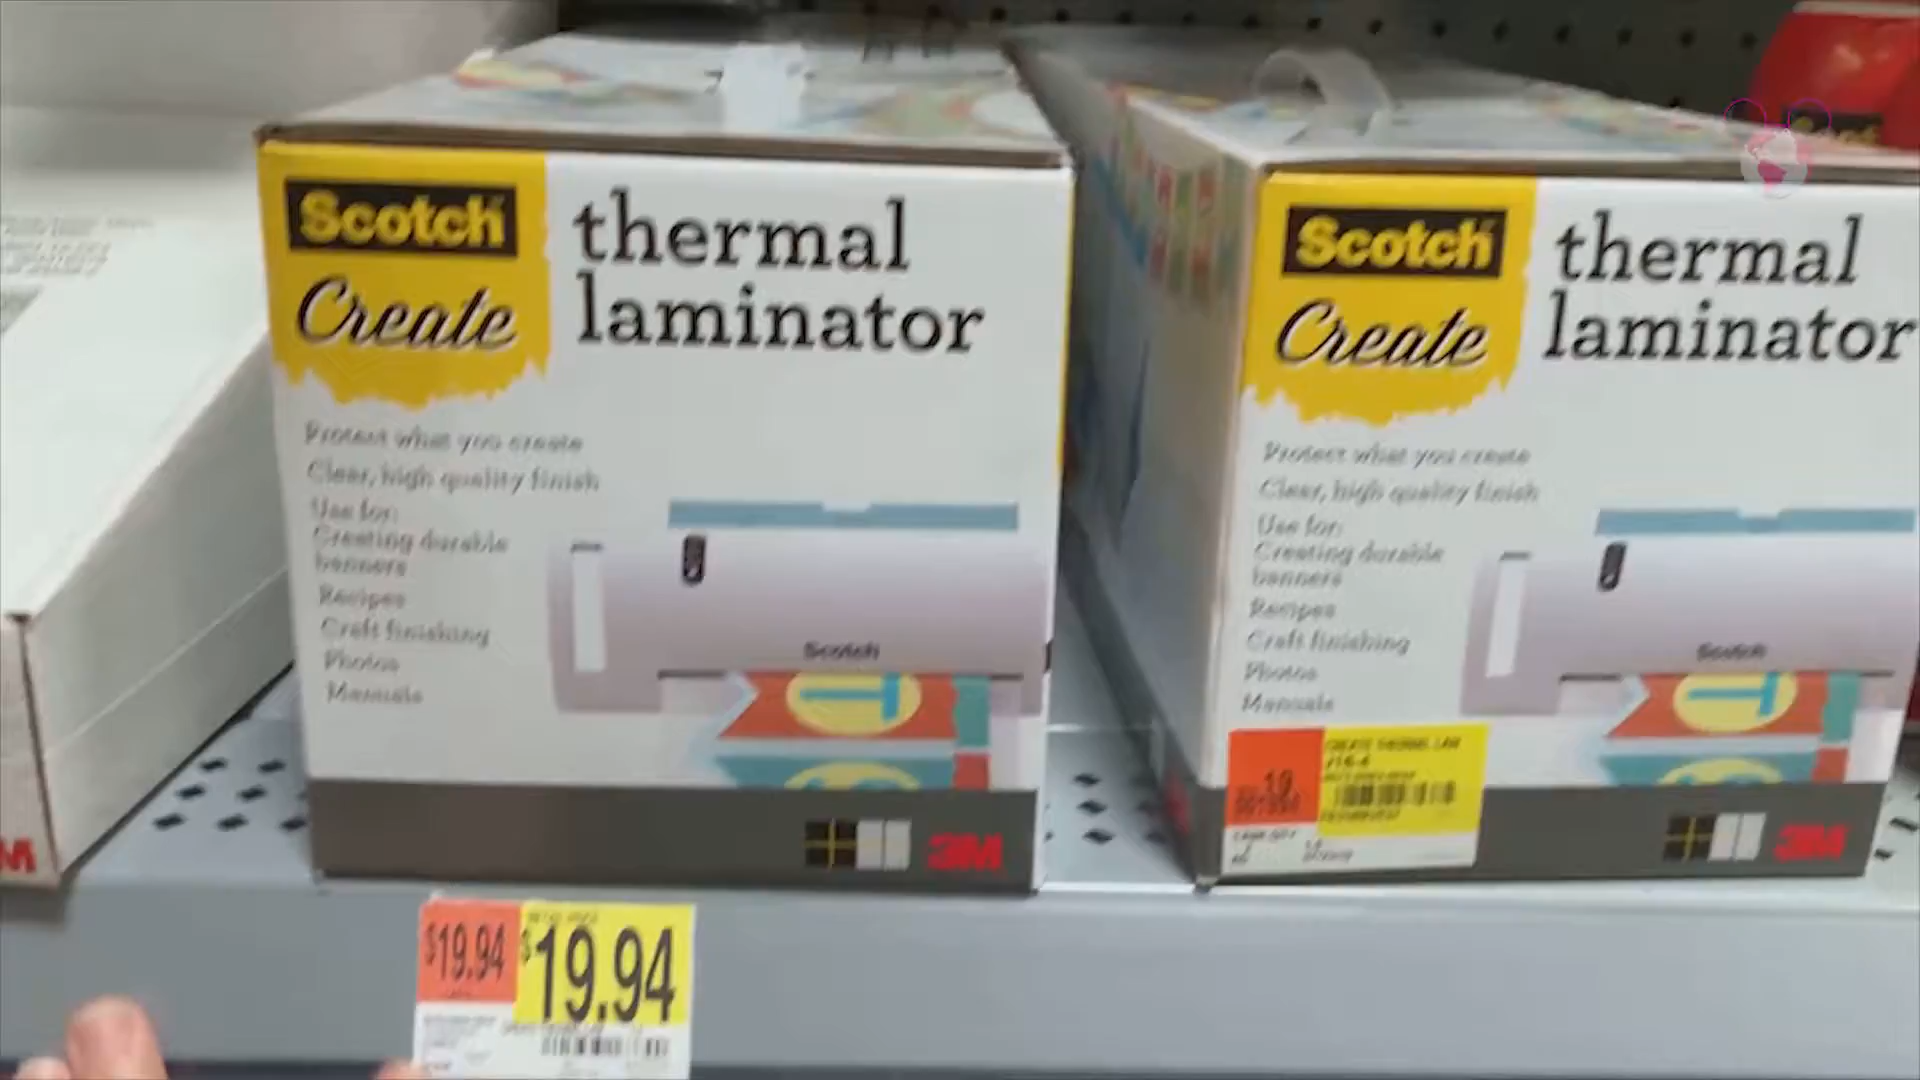 Scotch
Create
thermal
laminator
Protect what you create
Clear, high quality finish
Use for:
Creating durable
banners
Recipes
Craft finishing
Photos
Manuals
Scotch
3M
$19.94
$19.94
Scotch
Create
thermal
laminator
Protect what you create
Clear, high quality finish
Use for:
Creating durable
banners
Recipes
Craft finishing
Photos
Manuals
Scotch
19
3M